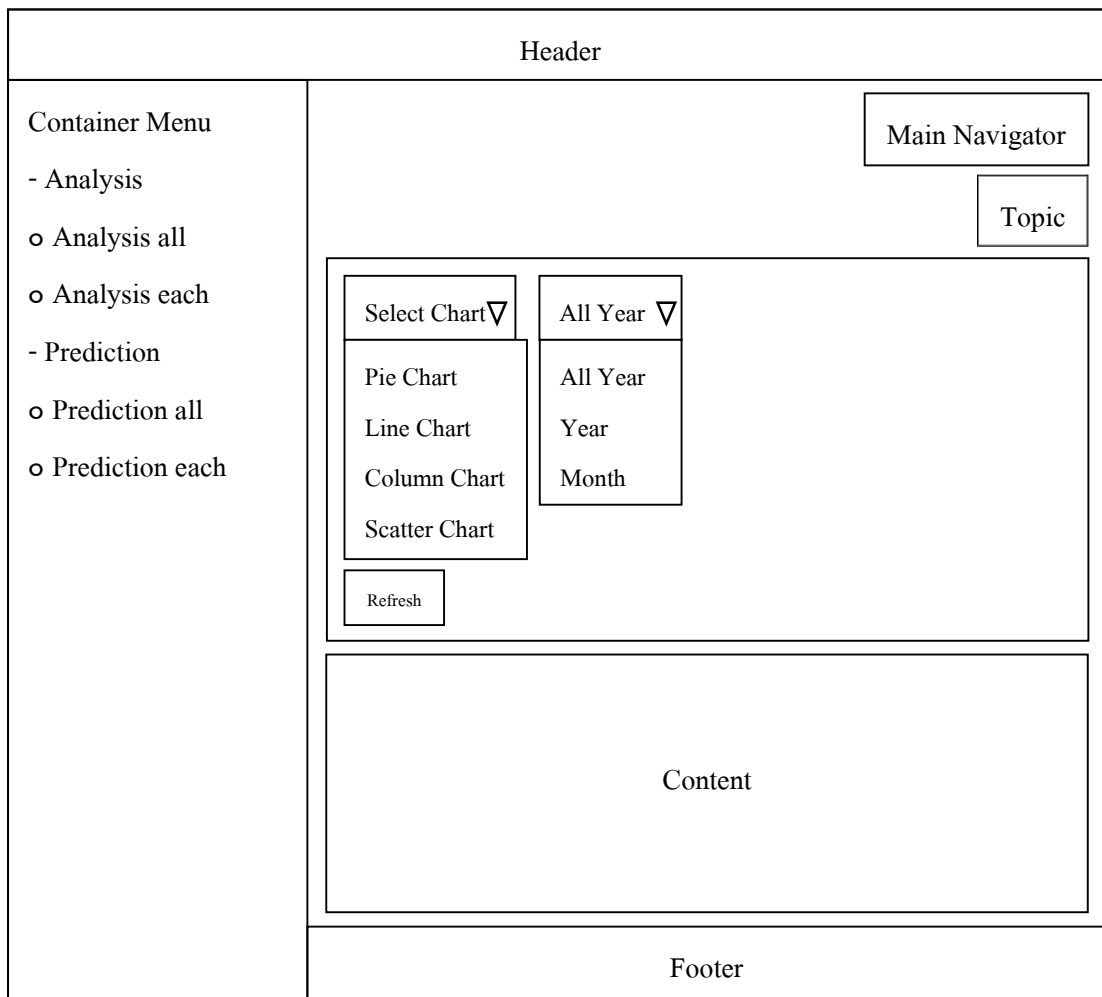 Header
Container Menu
- Analysis
o Analysis all
o Analysis each
- Prediction
o Prediction all
o Prediction each
Main Navigator
Topic
Select Chart
Pie Chart
Line Chart
Column Chart
Scatter Chart
All Year
All Year
Year
Month
Refresh
Content
Footer